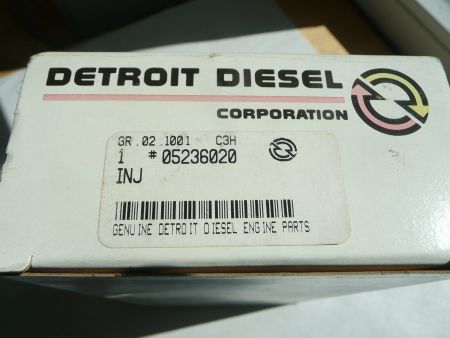 DETROIT DIESEL
CORPORATION
GR.02.1001 C3H
1 #05236020
INJ
GENUINE DETROIT DIESEL ENGINE PARTS